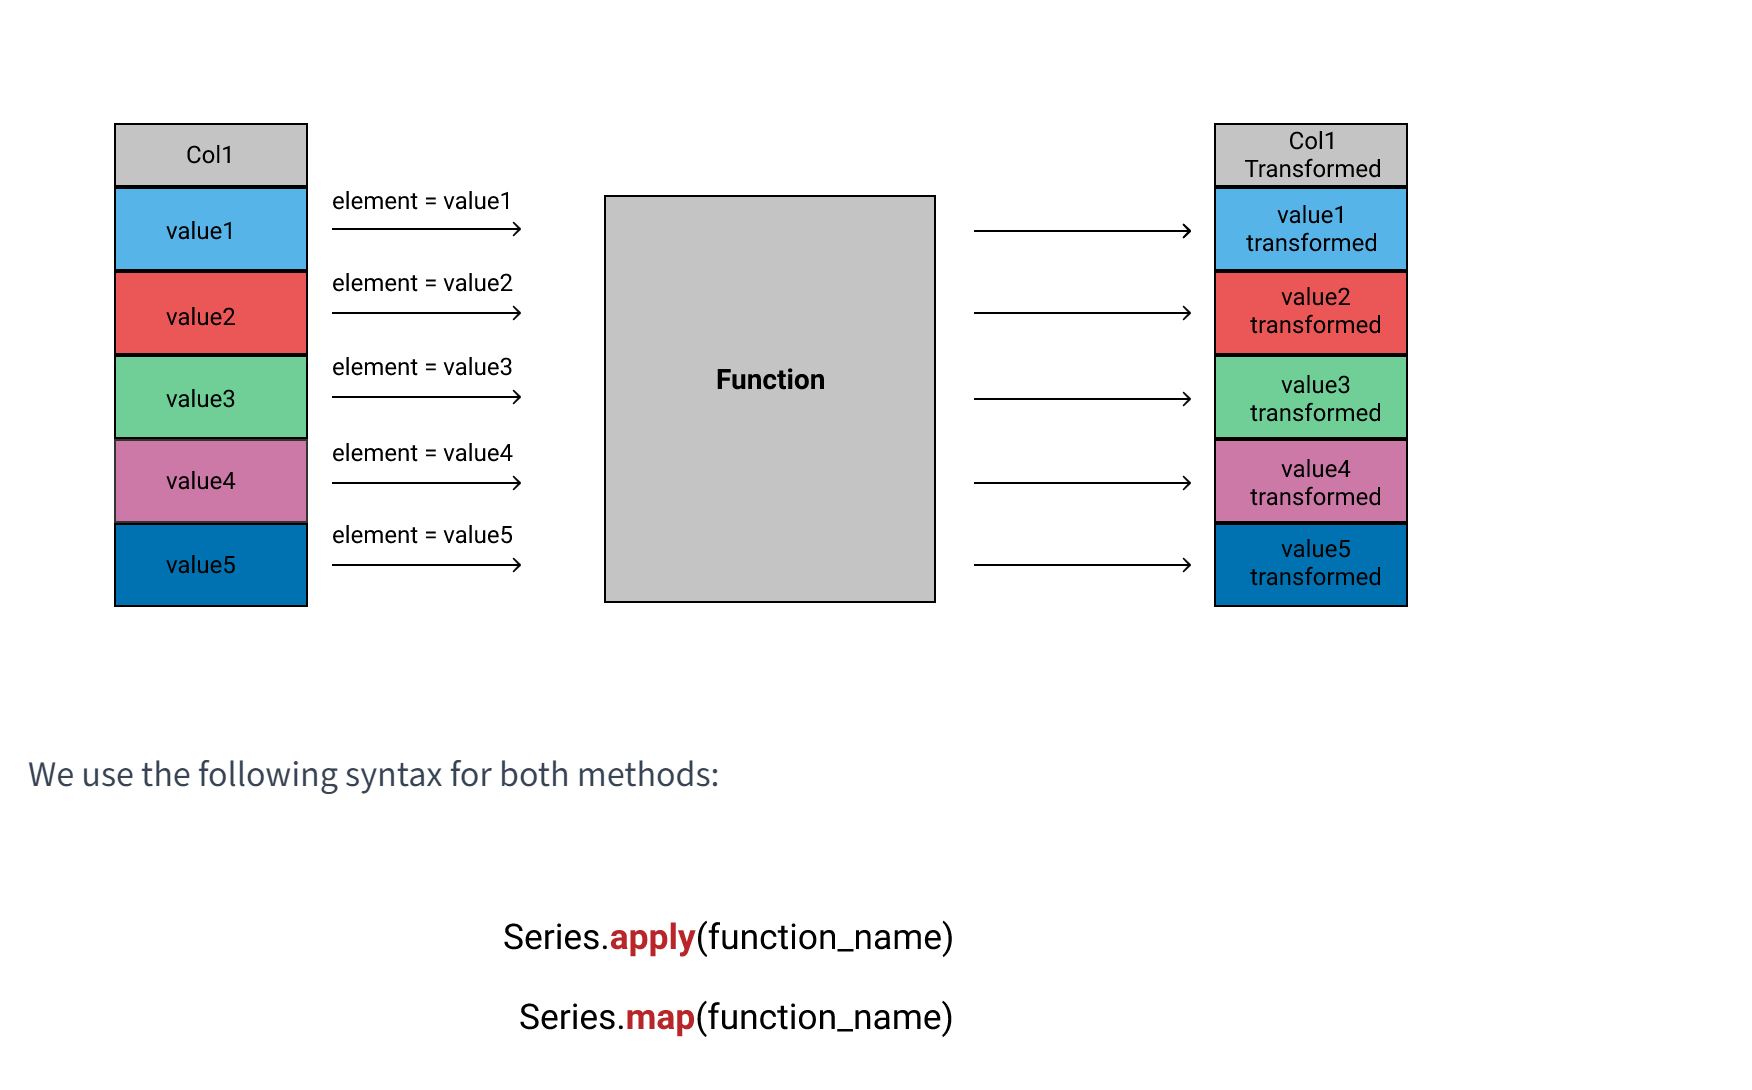 Col1
value1
value2
value3
value4
value5
element = value1
element = value2
element = value3
element = value4
element = value5
Function
Col1
Transformed
value1
transformed
value2
transformed
value3
transformed
value4
transformed
value5
transformed
We use the following syntax for both methods:
Series.apply(function_name)
Series.map(function_name)